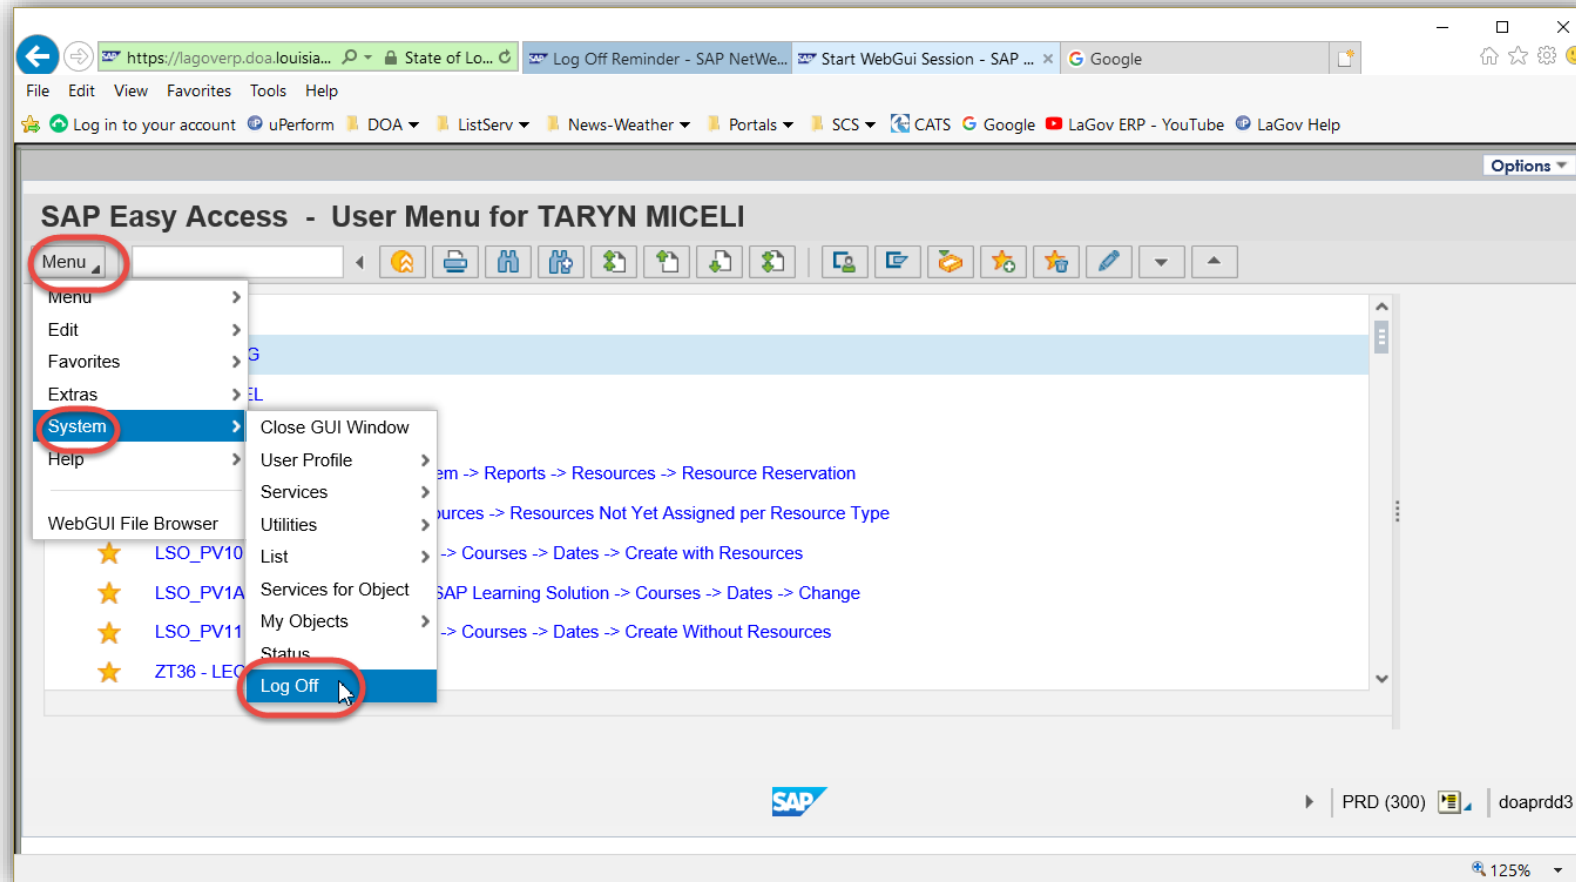 https://lagoverp.doa.louisia... State of Lo... Log Off Reminder - SAP NetWe... Start WebGui Session - SAP ... Google
File Edit View Favorites Tools Help
Log in to your account uPerform DOA ListServ News-Weather Portals SCS CATS Google LaGov ERP - YouTube LaGov Help
Options
SAP Easy Access - User Menu for TARYN MICELI
Menu
Menu
Edit
G
Favorites
EL
Extras
System
Close GUI Window
Help
User Profile
em -> Reports -> Resources -> Resource Reservation
Services
ources -> Resources Not Yet Assigned per Resource Type
WebGUI File Browser
Utilities
LSO_PV10
List
-> Courses -> Dates -> Create with Resources
LSO_PV1A
Services for Object
SAP Learning Solution -> Courses -> Dates -> Change
My Objects
LSO_PV11
-> Courses -> Dates -> Create Without Resources
Status
ZT36 - LEO
Log Off
SAP
PRD (300) doaprdd3
125%